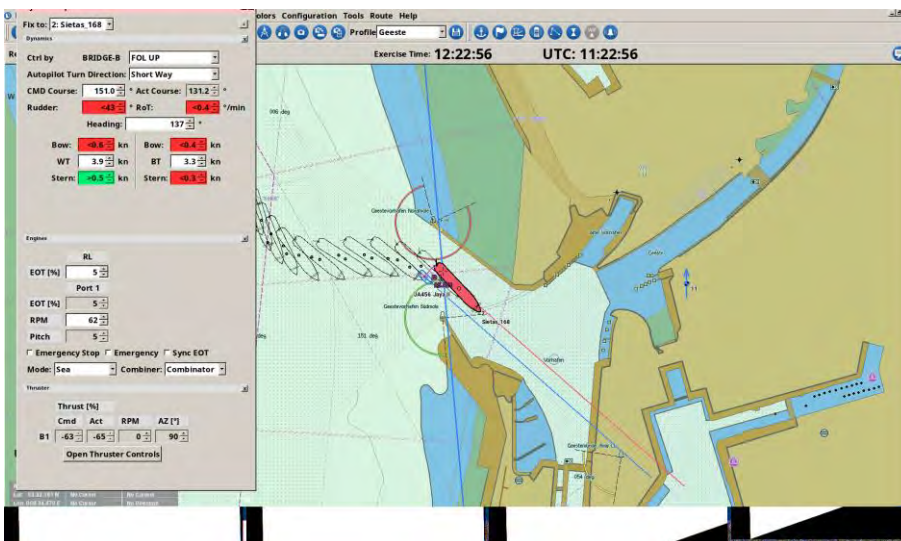 Fix to: 2: Sietas_168
olors Configuration Tools Route Help
Dynamics
Profile Geeste
Ctrl by BRIDGE-B FOL UP
Exercise Time: 12:22:56 UTC: 11:22:56
Autopilot Turn Direction: Short Way
CMD Course: 151.0 ° Act Course: 131.2 °
Rudder: <43 ° RoT: <0.4 °/min
Heading: 137 °
Bow: <0.6 kn Bow: <0.4 kn
WT 3.9 kn BT 3.3 kn
Stern: >0.5 kn Stern: <0.3 kn
Engines
RL
EOT [%] 5
Port 1
EOT [%] 5
RPM 62
Pitch 5
Emergency Stop Emergency Sync EOT
Mode: Sea Combiner: Combinator
Thruster
Thrust [%]
Cmd Act RPM AZ [°]
B1 -63 -65 0 90
Open Thruster Controls
Sietas_168
151 deg
Vorhafen
11